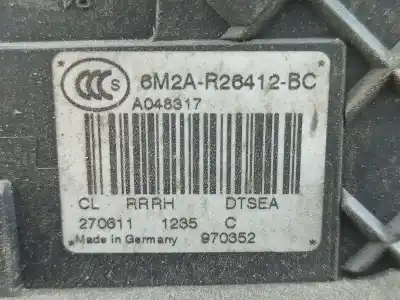 CCC S 6M2A-R26412-BC
A046317
CL RRRH DTSEA
270611 1235 C
Made in Germany 970352